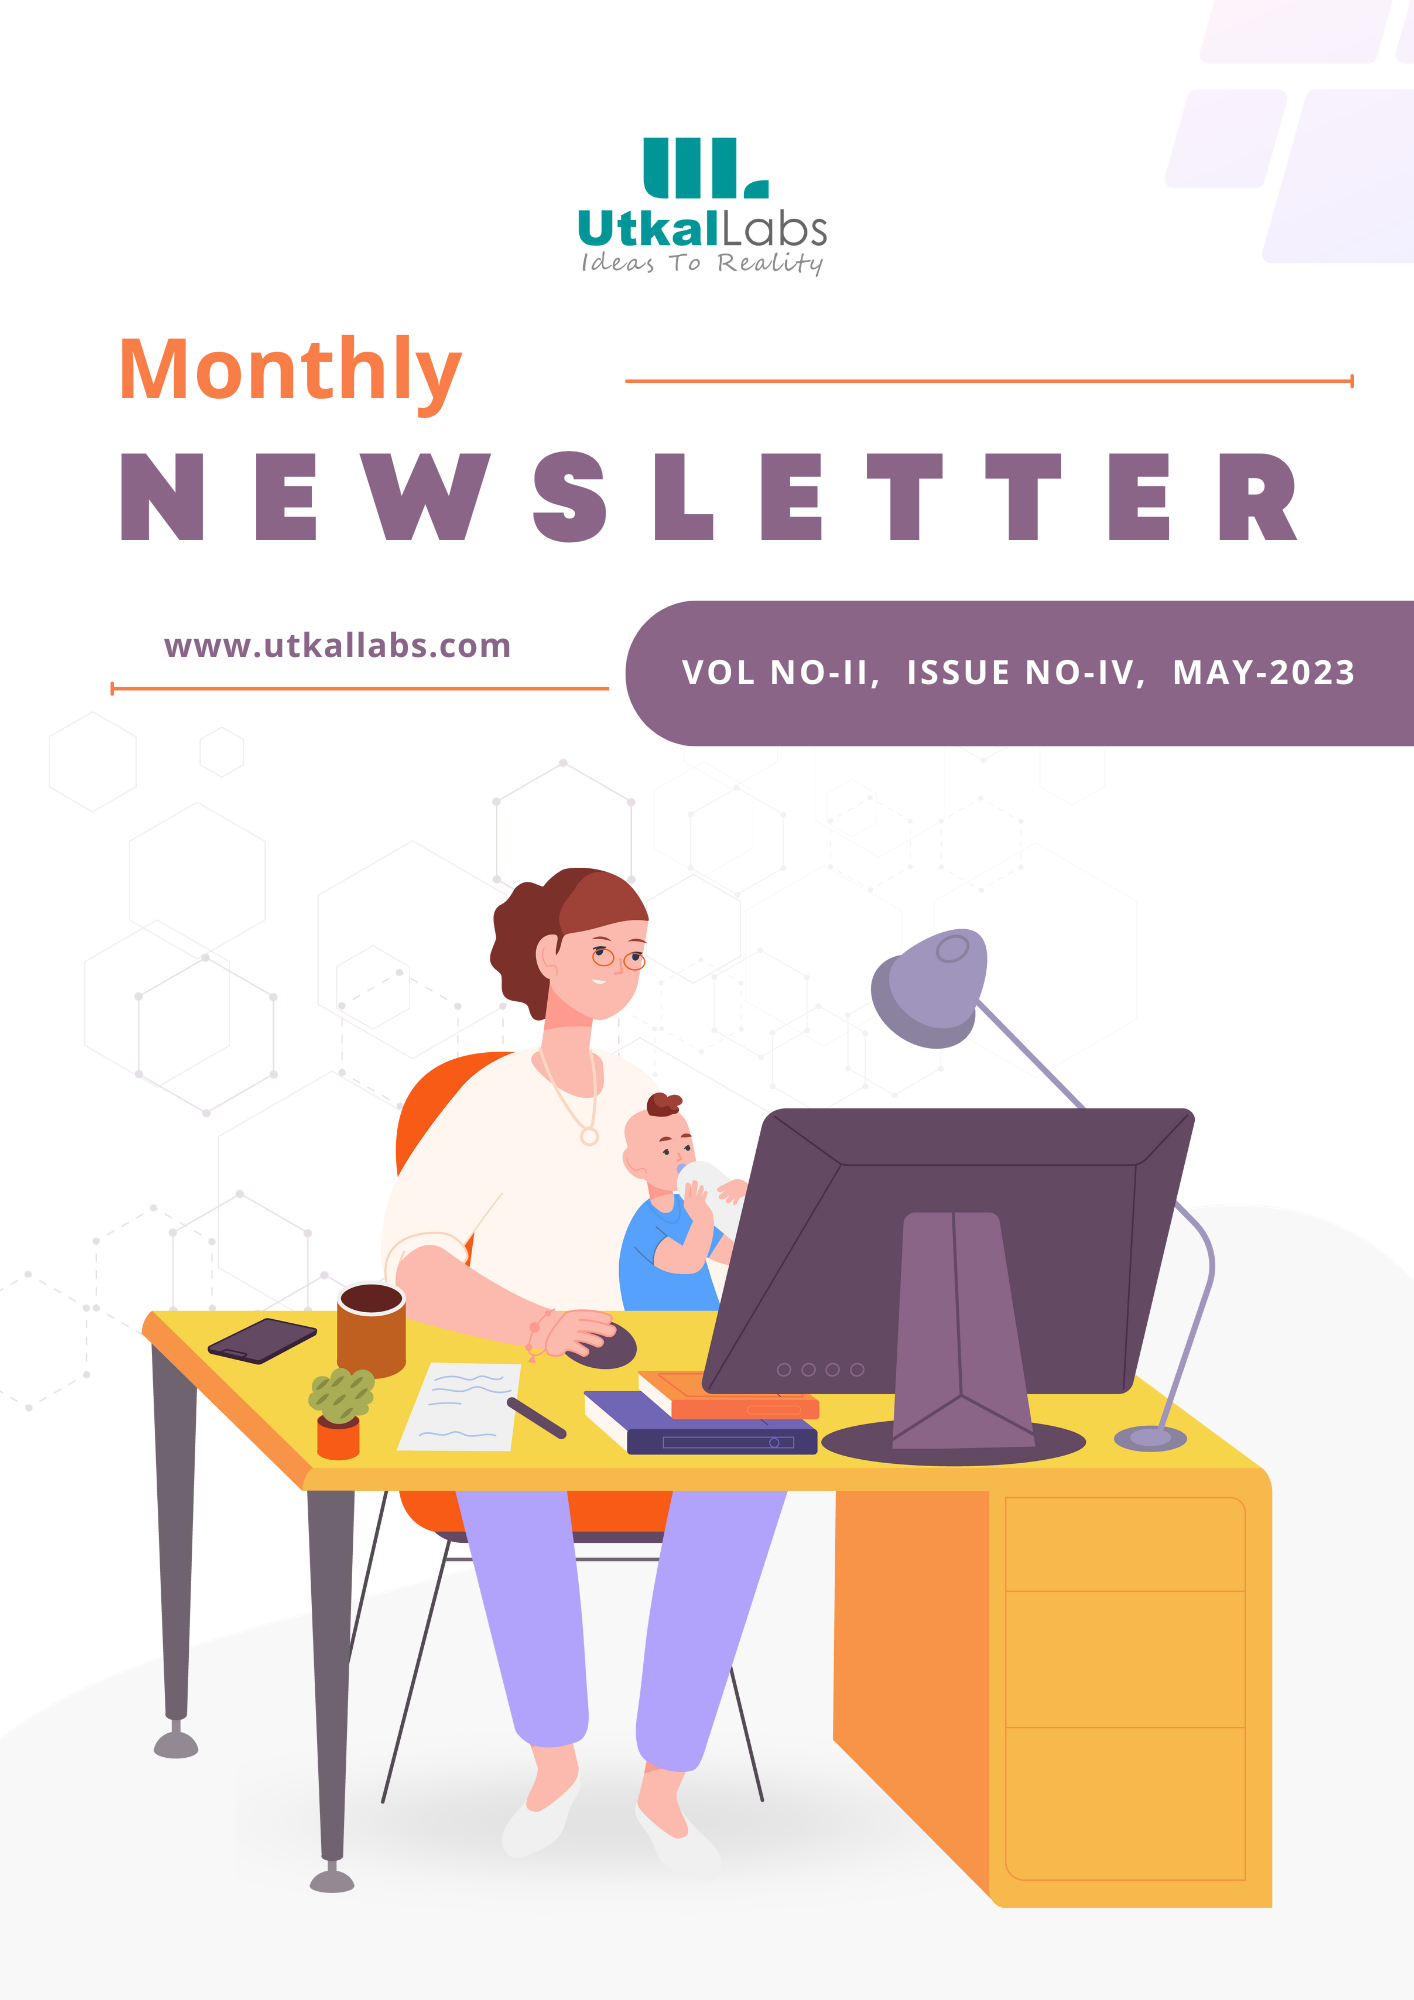 UtkalLabs
Ideas To Reality
Monthly
NEWSLETTER
www.utkallabs.com
VOL NO-II, ISSUE NO-IV, MAY-2023